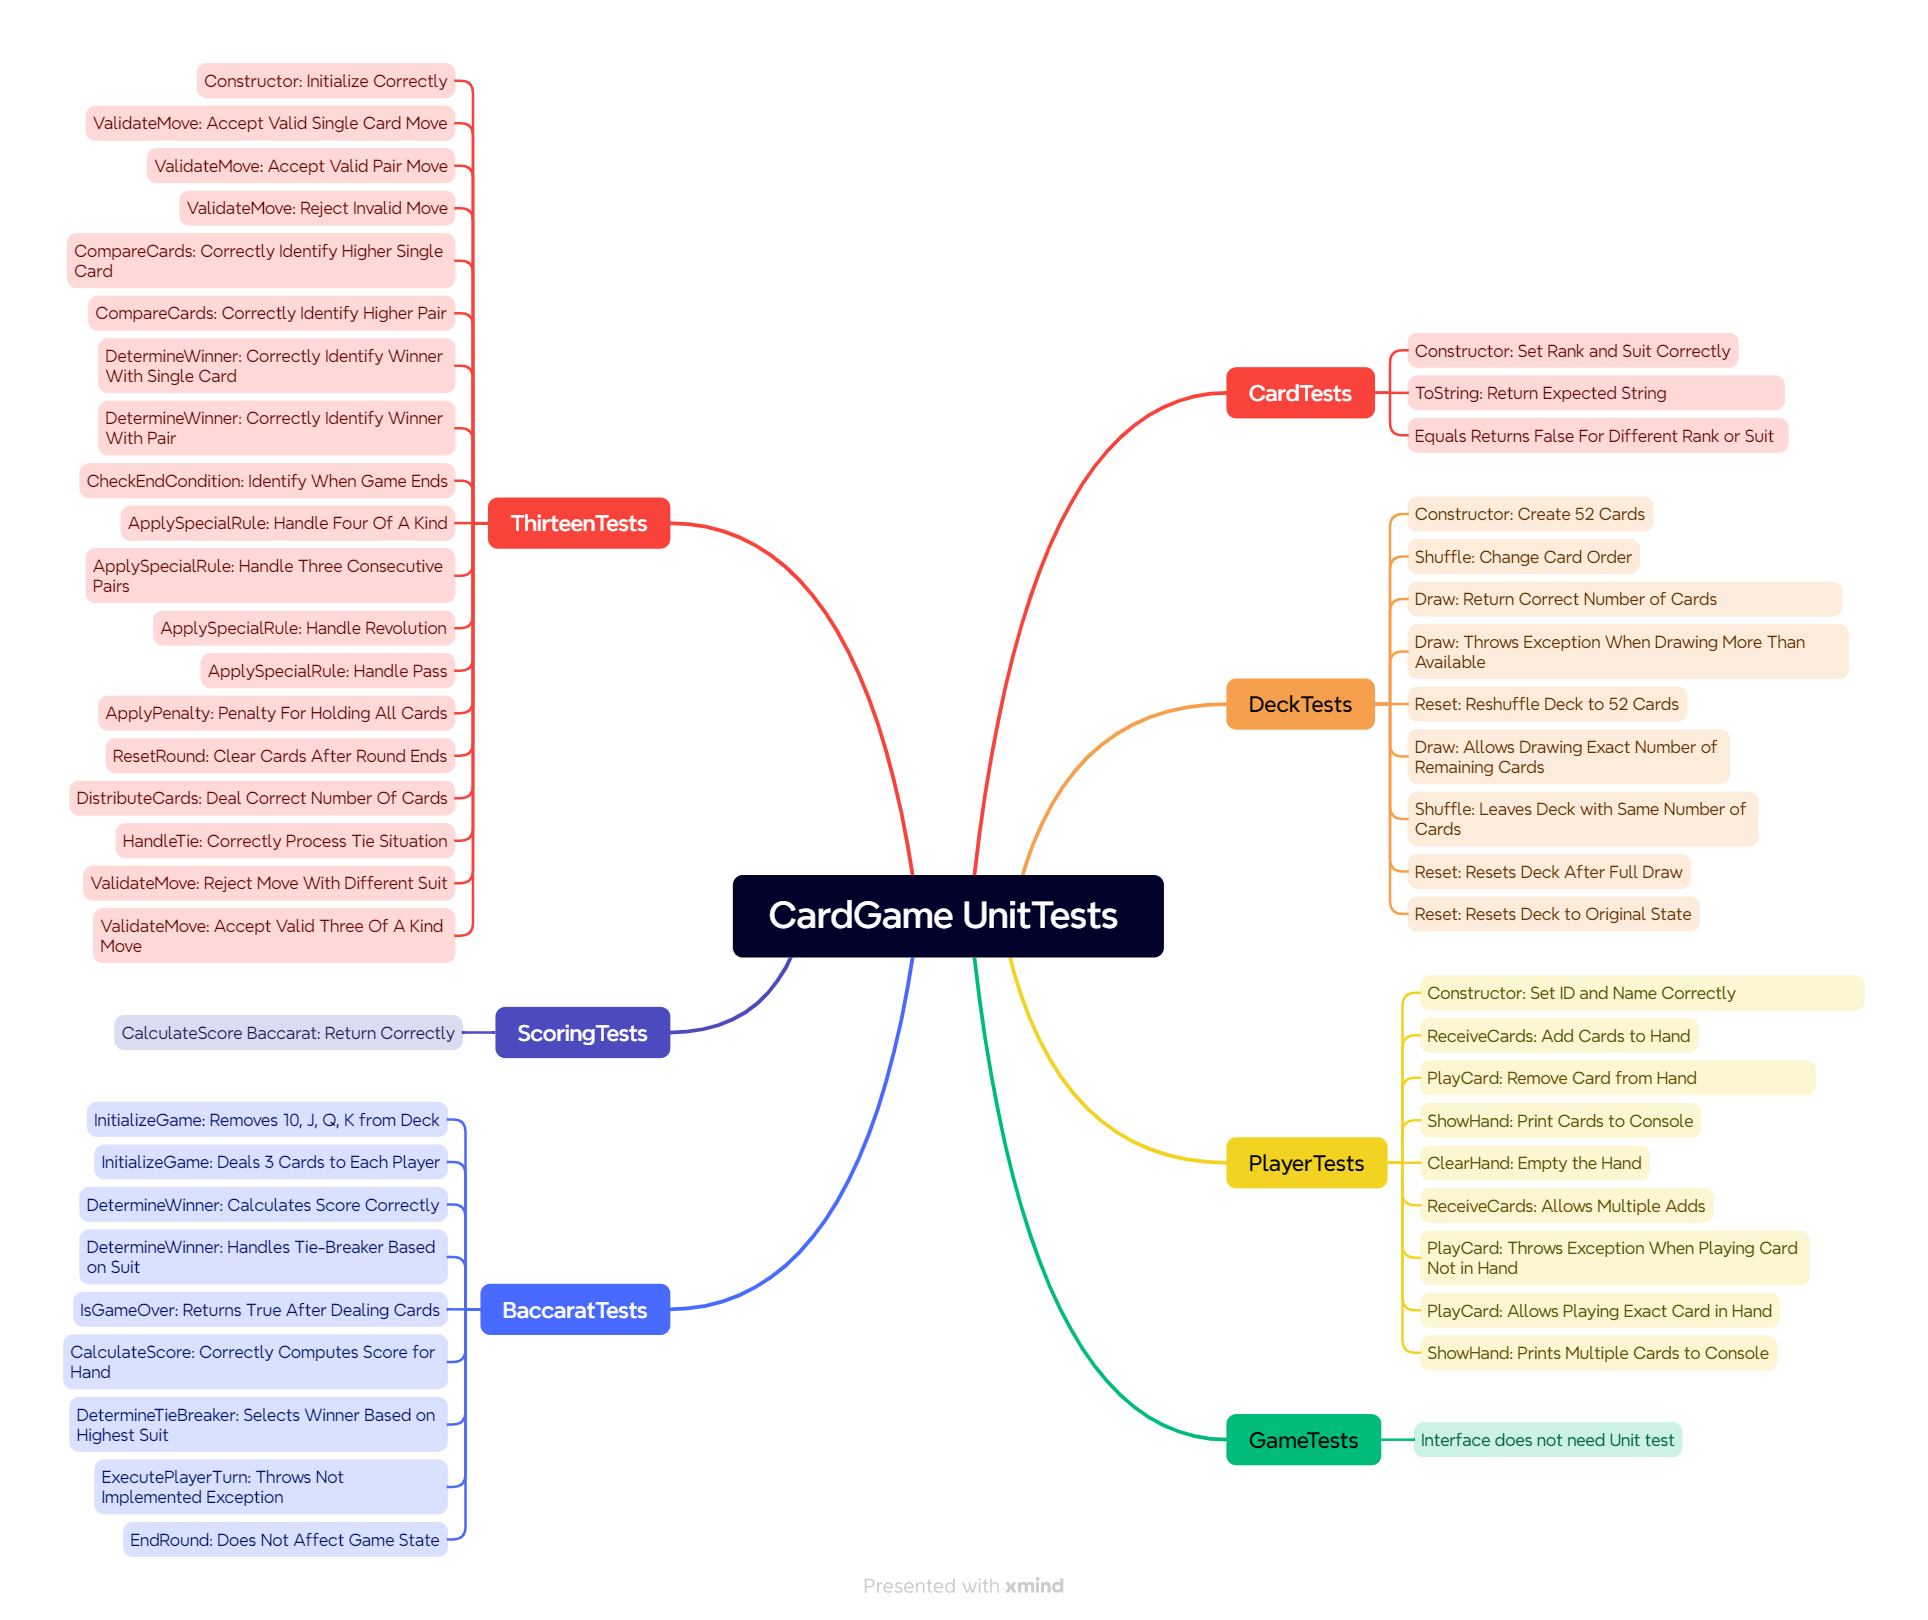 Constructor: Initialize Correctly
ValidateMove: Accept Valid Single Card Move
ValidateMove: Accept Valid Pair Move
ValidateMove: Reject Invalid Move
CompareCards: Correctly Identify Higher Single
Card
CompareCards: Correctly Identify Higher Pair
DetermineWinner: Correctly Identify Winner
With Single Card
DetermineWinner: Correctly Identify Winner
With Pair
CheckEndCondition: Identify When Game Ends
ApplySpecialRule: Handle Four Of A Kind
ApplySpecialRule: Handle Three Consecutive
Pairs
ApplySpecialRule: Handle Revolution
ApplySpecialRule: Handle Pass
ApplyPenalty: Penalty For Holding All Cards
ResetRound: Clear Cards After Round Ends
DistributeCards: Deal Correct Number Of Cards
HandleTie: Correctly Process Tie Situation
ValidateMove: Reject Move With Different Suit
ValidateMove: Accept Valid Three Of A Kind
Move
ThirteenTests
CalculateScore Baccarat: Return Correctly
ScoringTests
InitializeGame: Removes 10, J, Q, K from Deck
InitializeGame: Deals 3 Cards to Each Player
DetermineWinner: Calculates Score Correctly
DetermineWinner: Handles Tie-Breaker Based
on Suit
IsGameOver: Returns True After Dealing Cards
CalculateScore: Correctly Computes Score for
Hand
DetermineTieBreaker: Selects Winner Based on
Highest Suit
ExecutePlayerTurn: Throws Not
Implemented Exception
EndRound: Does Not Affect Game State
BaccaratTests
CardGame UnitTests
CardTests
Constructor: Set Rank and Suit Correctly
ToString: Return Expected String
Equals Returns False For Different Rank or Suit
DeckTests
Constructor: Create 52 Cards
Shuffle: Change Card Order
Draw: Return Correct Number of Cards
Draw: Throws Exception When Drawing More Than
Available
Reset: Reshuffle Deck to 52 Cards
Draw: Allows Drawing Exact Number of
Remaining Cards
Shuffle: Leaves Deck with Same Number of
Cards
Reset: Resets Deck After Full Draw
Reset: Resets Deck to Original State
PlayerTests
Constructor: Set ID and Name Correctly
ReceiveCards: Add Cards to Hand
PlayCard: Remove Card from Hand
ShowHand: Print Cards to Console
ClearHand: Empty the Hand
ReceiveCards: Allows Multiple Adds
PlayCard: Throws Exception When Playing Card
Not in Hand
PlayCard: Allows Playing Exact Card in Hand
ShowHand: Prints Multiple Cards to Console
GameTests
Interface does not need Unit test
Presented with xmind